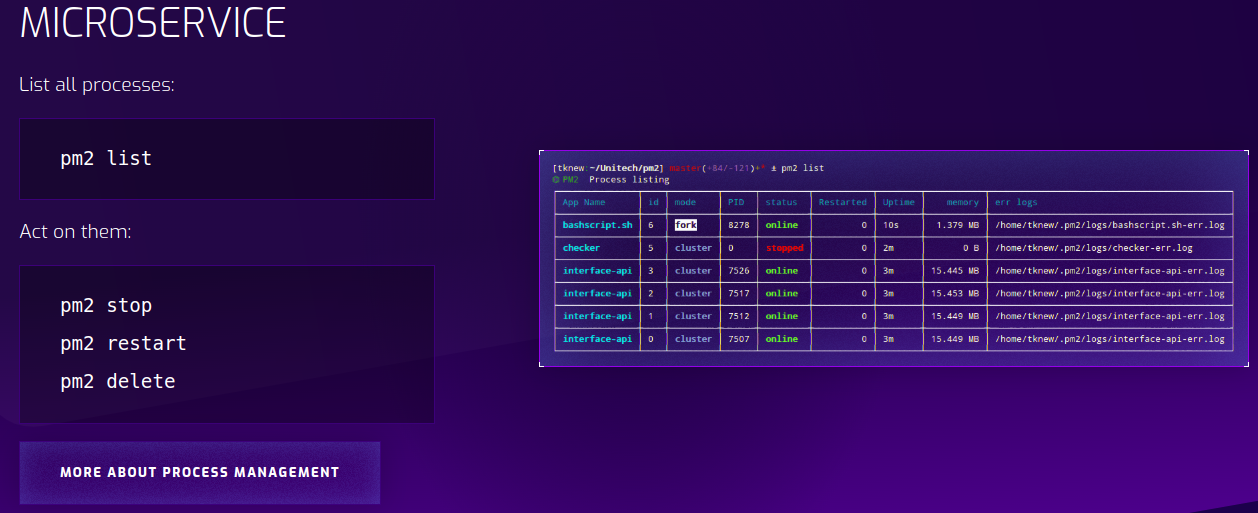 MICROSERVICE
List all processes:
pm2 list
Act on them:
pm2 stop
pm2 restart
pm2 delete
MORE ABOUT PROCESS MANAGEMENT
[tknew:~/Unitech/pm2] master(+84/-121)+* ± pm2 list
PM2 Process listing
App Name id mode PID status Restarted Uptime memory err logs
bashscript.sh 6 fork 8278 online 0 10s 1.379 MB /home/tknew/.pm2/logs/bashscript.sh-err.log
checker 5 cluster 0 stopped 0 2m 0 B /home/tknew/.pm2/logs/checker-err.log
interface-api 3 cluster 7526 online 0 3m 15.445 MB /home/tknew/.pm2/logs/interface-api-err.log
interface-api 2 cluster 7517 online 0 3m 15.453 MB /home/tknew/.pm2/logs/interface-api-err.log
interface-api 1 cluster 7512 online 0 3m 15.449 MB /home/tknew/.pm2/logs/interface-api-err.log
interface-api 0 cluster 7507 online 0 3m 15.449 MB /home/tknew/.pm2/logs/interface-api-err.log